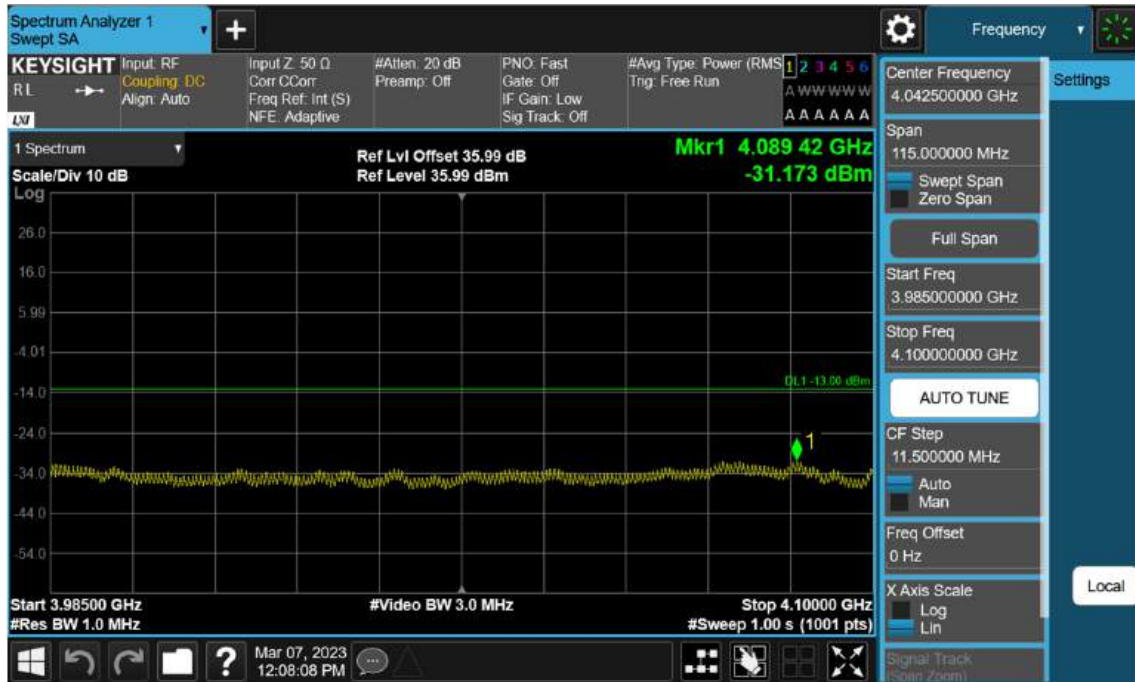 Spectrum Analyzer 1
Swept SA
Frequency
KEYSIGHT
RL
LXI
Input: RF
Coupling: DC
Align: Auto
Input Z: 50 Ω
Corr CCorr
Freq Ref: Int (S)
NFE: Adaptive
#Atten: 20 dB
Preamp: Off
PNO: Fast
Gate: Off
IF Gain: Low
Sig Track: Off
#Avg Type: Power (RMS
Trig: Free Run
1 2 3 4 5 6
A W W W W W
A A A A A A
1 Spectrum
Scale/Div 10 dB
Log
Ref Lvl Offset 35.99 dB
Ref Level 35.99 dBm
Mkr1 4.089 42 GHz
-31.173 dBm
26.0
16.0
5.99
-4.01
-14.0
-24.0
-34.0
-44.0
-54.0
DL1 -13.00 dBm
1
Start 3.98500 GHz
#Res BW 1.0 MHz
#Video BW 3.0 MHz
Stop 4.10000 GHz
#Sweep 1.00 s (1001 pts)
Mar 07, 2023
12:08:08 PM
Center Frequency
4.042500000 GHz
Span
115.000000 MHz
Swept Span
Zero Span
Full Span
Start Freq
3.985000000 GHz
Stop Freq
4.100000000 GHz
AUTO TUNE
CF Step
11.500000 MHz
Auto
Man
Freq Offset
0 Hz
X Axis Scale
Log
Lin
Signal Track
(Span Zoom)
Settings
Local